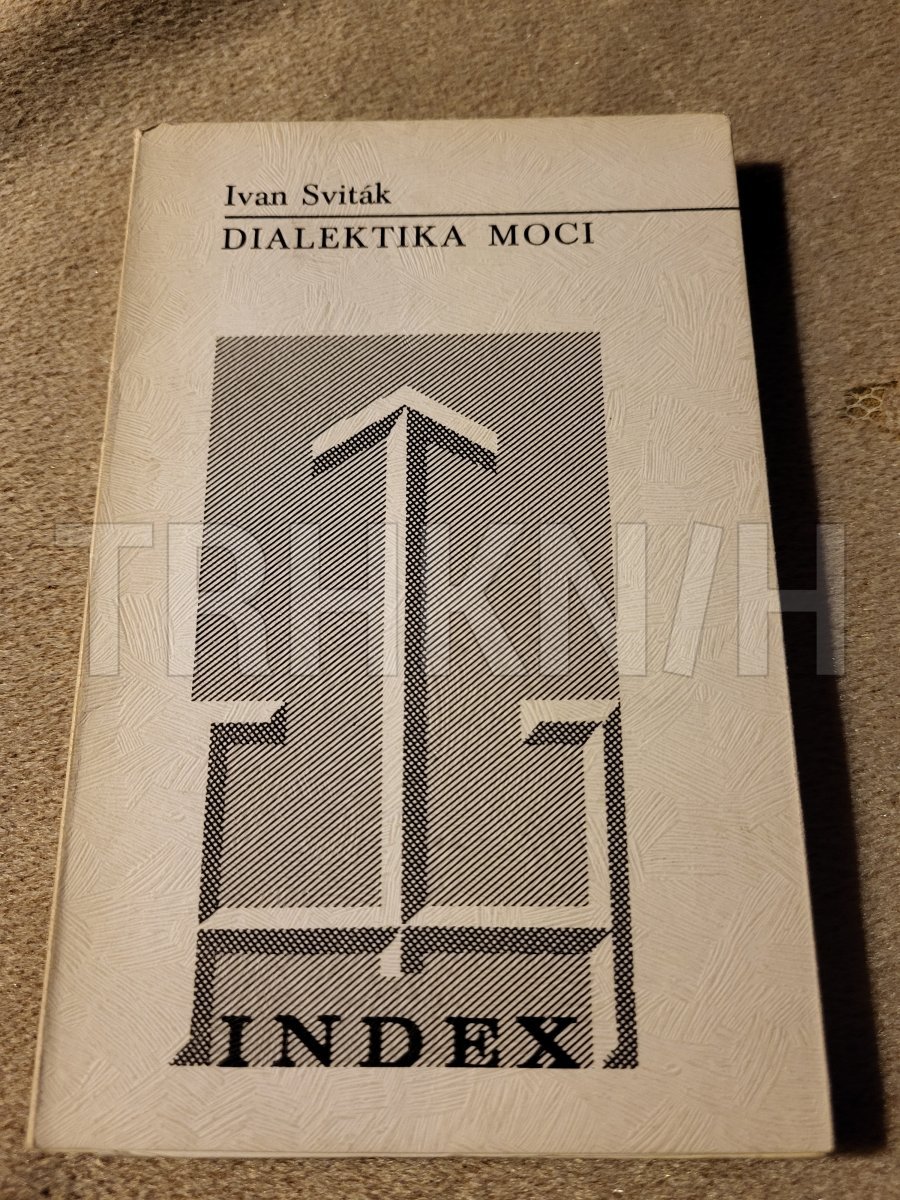 Ivan Sviták
DIALEKTIKA MOCI
TRHKNIH
INDEX